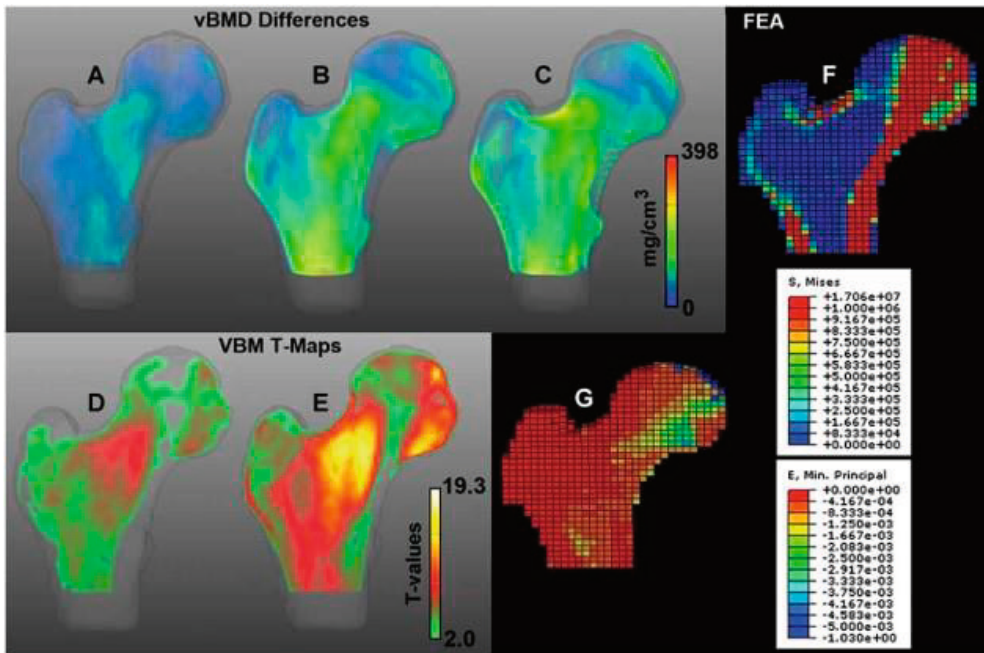 vBMD Differences
A
B
C
398
mg/cm³
0
FEA
F
S, Mises
+1.706e+07
+1.000e+06
+9.167e+05
+8.333e+05
+7.500e+05
+6.667e+05
+5.833e+05
+5.000e+05
+4.167e+05
+3.333e+05
+2.500e+05
+1.667e+05
+8.333e+04
+0.000e+00
VBM T-Maps
D
E
19.3
T-values
2.0
G
E, Min. Principal
+0.000e+00
-4.167e-04
-8.333e-04
-1.250e-03
-1.667e-03
-2.083e-03
-2.500e-03
-2.917e-03
-3.333e-03
-3.750e-03
-4.167e-03
-4.583e-03
-5.000e-03
-1.030e+00